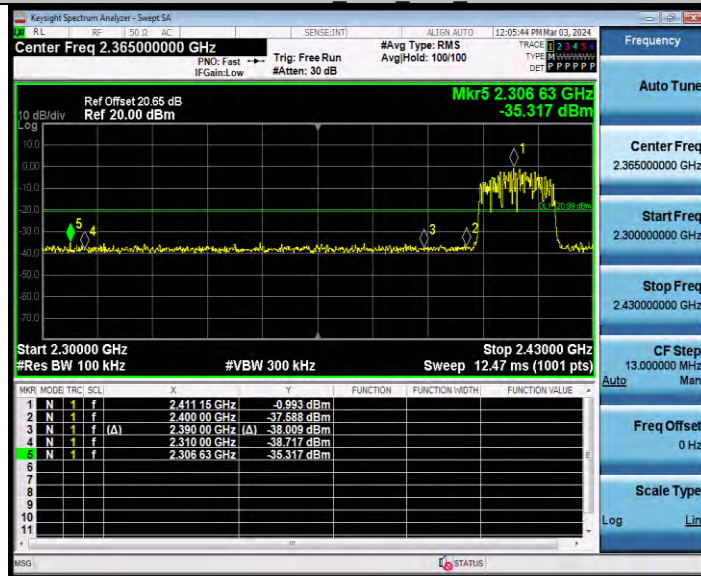 Keysight Spectrum Analyzer - Swept SA
RL RF 50 Ω AC SENSE:INT ALIGN AUTO 12:05:44 PM Mar 03, 2024
Center Freq 2.365000000 GHz
PNO: Fast
IFGain:Low
Trig: Free Run
#Atten: 30 dB
#Avg Type: RMS
Avg|Hold: 100/100
TRACE 1 2 3 4 5 6
TYPE M WWWWW
DET P P P P P P
Ref Offset 20.65 dB
10 dB/div Ref 20.00 dBm
Log
Mkr5 2.306 63 GHz
-35.317 dBm
10.0
0.00
-10.0
-20.0
-30.0
-40.0
-50.0
-60.0
-70.0
1
2
3
4
5
DL1 -20.99 dBm
Start 2.30000 GHz Stop 2.43000 GHz
#Res BW 100 kHz #VBW 300 kHz Sweep 12.47 ms (1001 pts)
MKR MODE TRC SCL X Y FUNCTION FUNCTION WIDTH FUNCTION VALUE
1 N 1 f 2.411 15 GHz -0.993 dBm
2 N 1 f 2.400 00 GHz -37.588 dBm
3 N 1 f (Δ) 2.390 00 GHz (Δ) -38.009 dBm
4 N 1 f 2.310 00 GHz -38.717 dBm
5 N 1 f 2.306 63 GHz -35.317 dBm
6
7
8
9
10
11
MSG STATUS
Frequency
Auto Tune
Center Freq
2.365000000 GHz
Start Freq
2.300000000 GHz
Stop Freq
2.430000000 GHz
CF Step
13.000000 MHz
Auto Man
Freq Offset
0 Hz
Scale Type
Log Lin